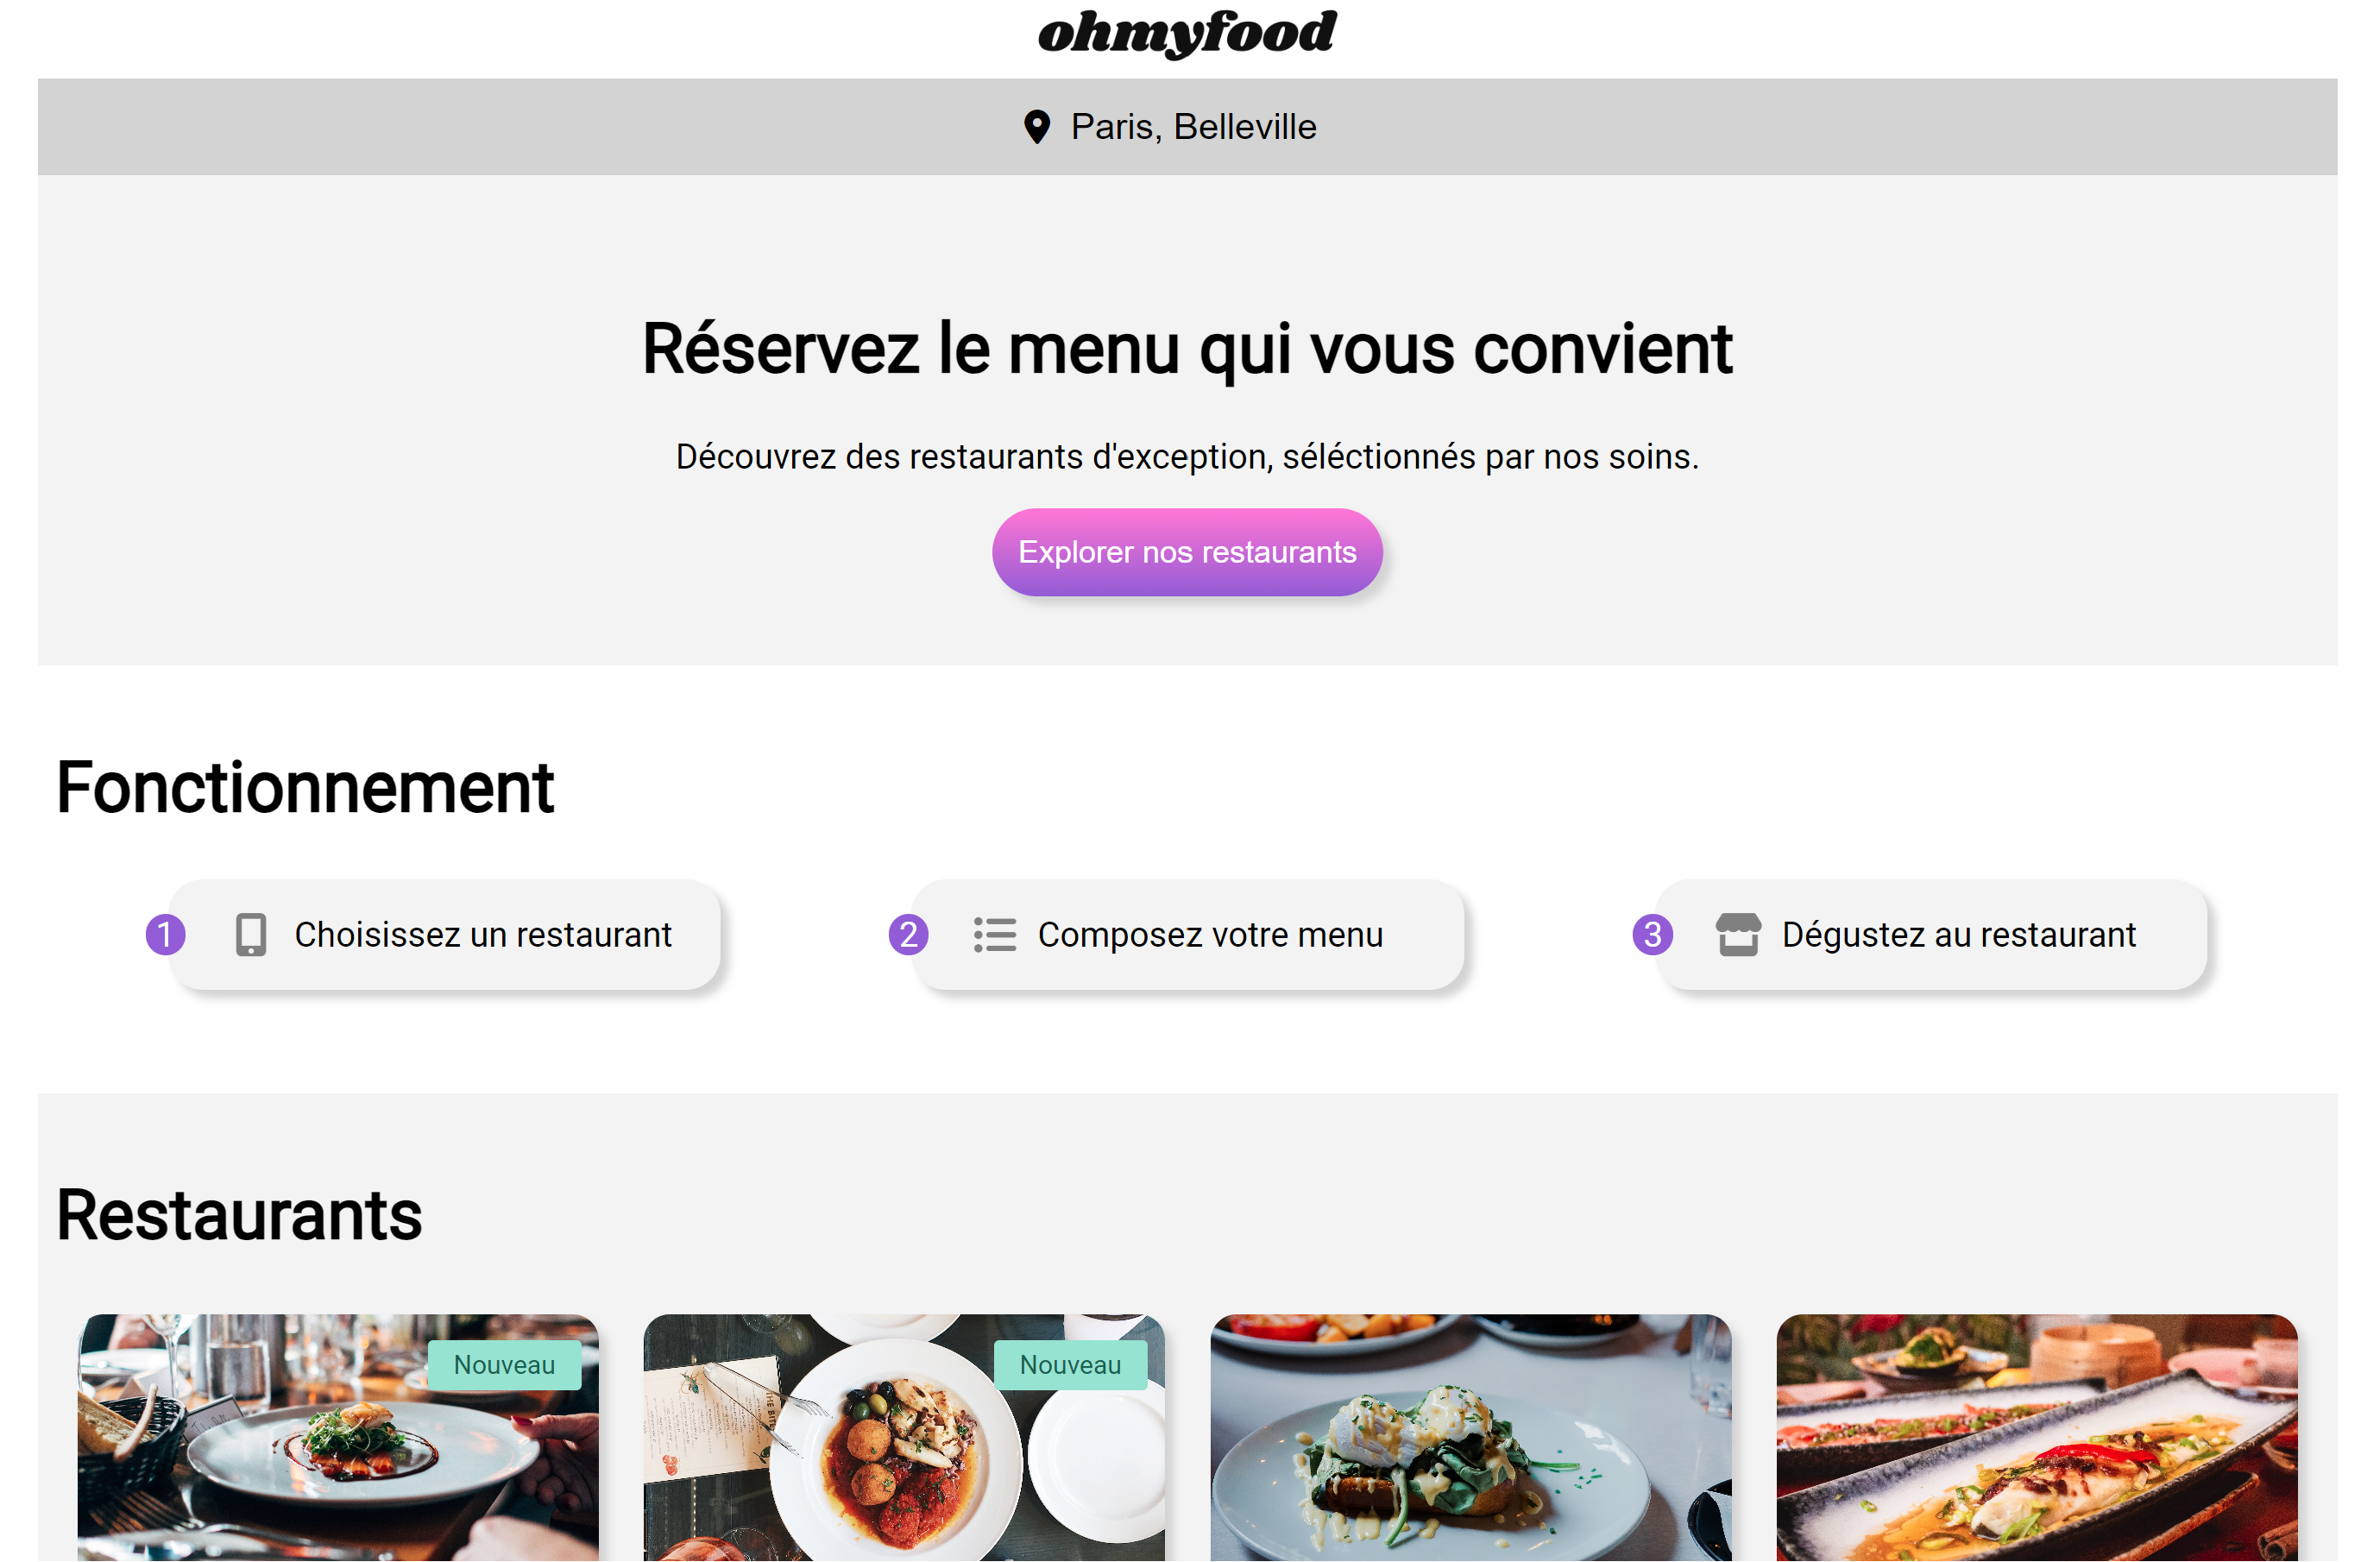 ohmyfood
Paris, Belleville
Réservez le menu qui vous convient
Découvrez des restaurants d'exception, séléctionnés par nos soins.
Explorer nos restaurants
Fonctionnement
1 Choisissez un restaurant
2 Composez votre menu
3 Dégustez au restaurant
Restaurants
Nouveau
Nouveau